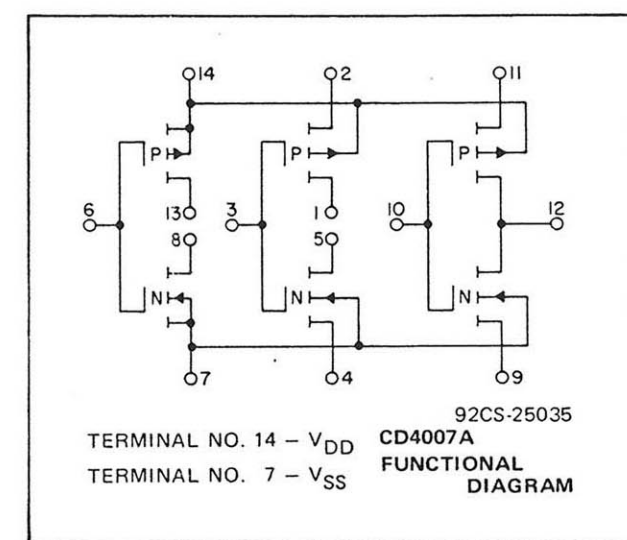 14 2 11
P P P
6 13 3 1 10 12
8 5
N N N
7 4 9
92CS-25035
TERMINAL NO. 14 – VDD CD4007A
TERMINAL NO. 7 – VSS FUNCTIONAL
DIAGRAM